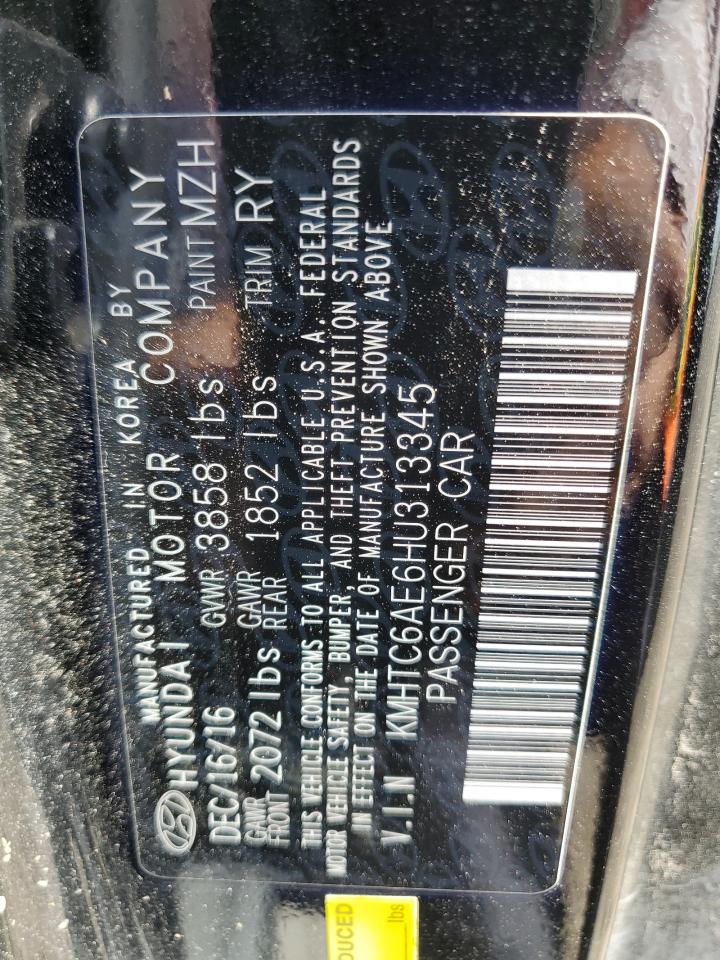 MANUFACTURED IN KOREA BY
HYUNDAI MOTOR COMPANY
DEC/16/16 GVWR 3858 lbs PAINT MZH
GAWR FRONT 2072 lbs GAWR REAR 1852 lbs TRIM RY
THIS VEHICLE CONFORMS TO ALL APPLICABLE U.S.A. FEDERAL
MOTOR VEHICLE SAFETY, BUMPER, AND THEFT PREVENTION STANDARDS
IN EFFECT ON THE DATE OF MANUFACTURE SHOWN ABOVE
V.I.N KMHTC6AE6HU313345
PASSENGER CAR
DUCED
lbs